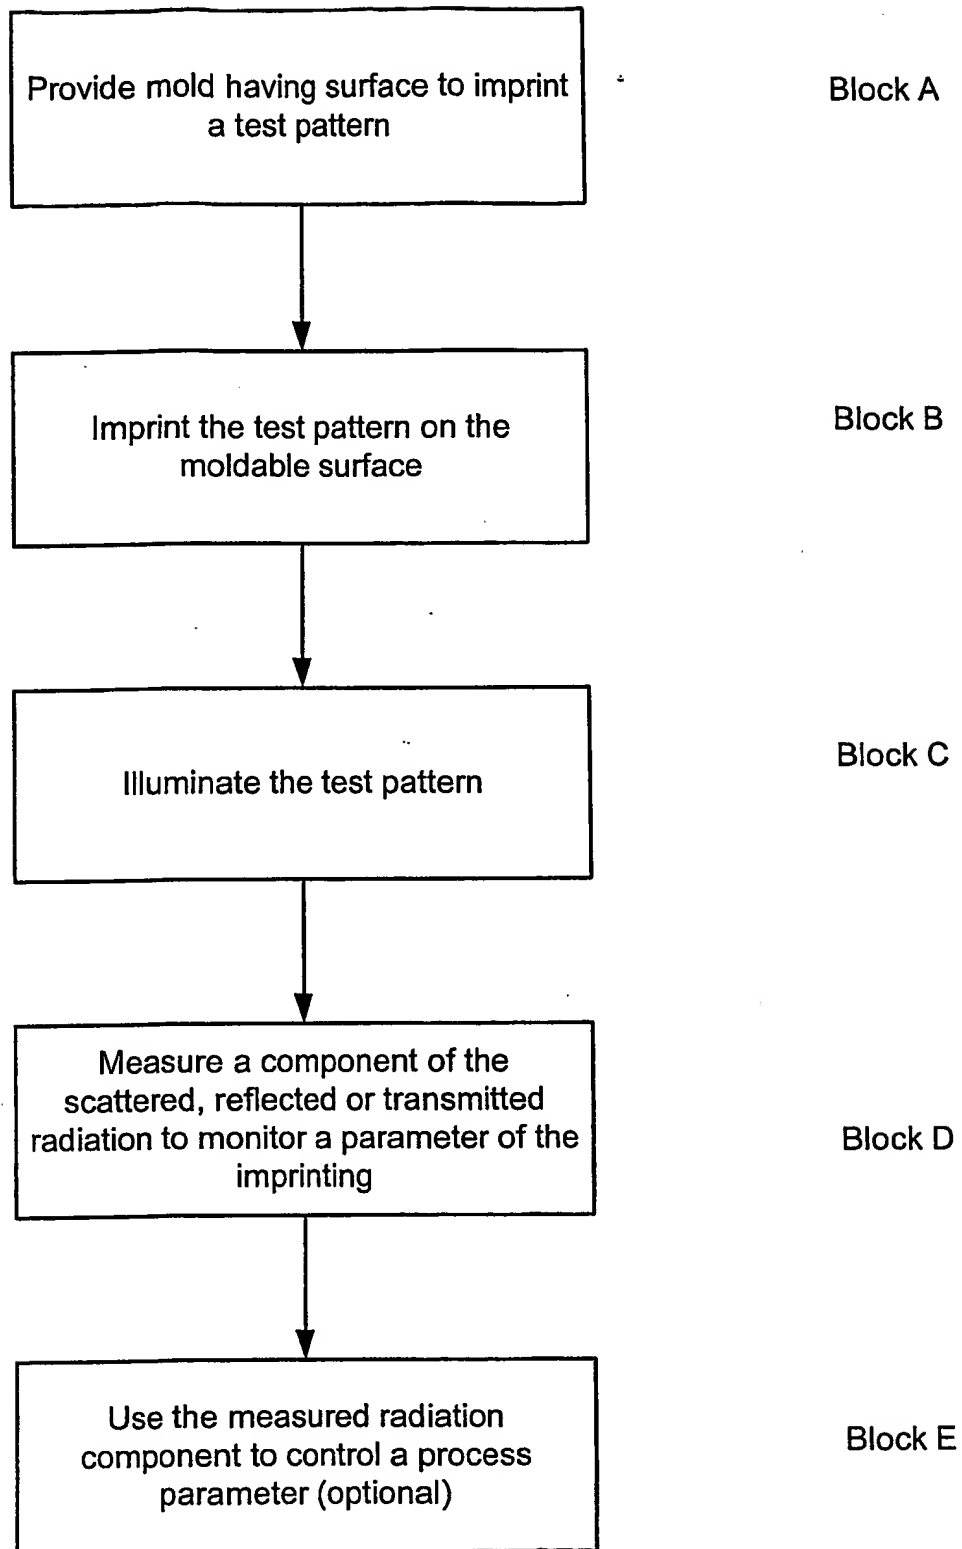 Provide mold having surface to imprint
a test pattern
Block A
Imprint the test pattern on the
moldable surface
Block B
Illuminate the test pattern
Block C
Measure a component of the
scattered, reflected or transmitted
radiation to monitor a parameter of the
imprinting
Block D
Use the measured radiation
component to control a process
parameter (optional)
Block E